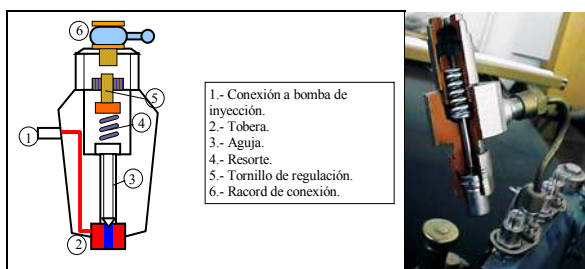 6
5
4
1
3
2
1.- Conexión a bomba de
inyección.
2.- Tobera.
3.- Aguja.
4.- Resorte.
5.- Tornillo de regulación.
6.- Racord de conexión.